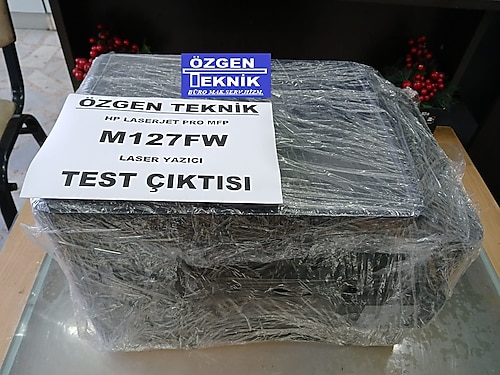 ÖZGEN
TEKNİK
BÜRO MAK.SERV.HİZM.
ÖZGEN TEKNİK
HP LASERJET PRO MFP
M127FW
LASER YAZICI
TEST ÇIKTISI